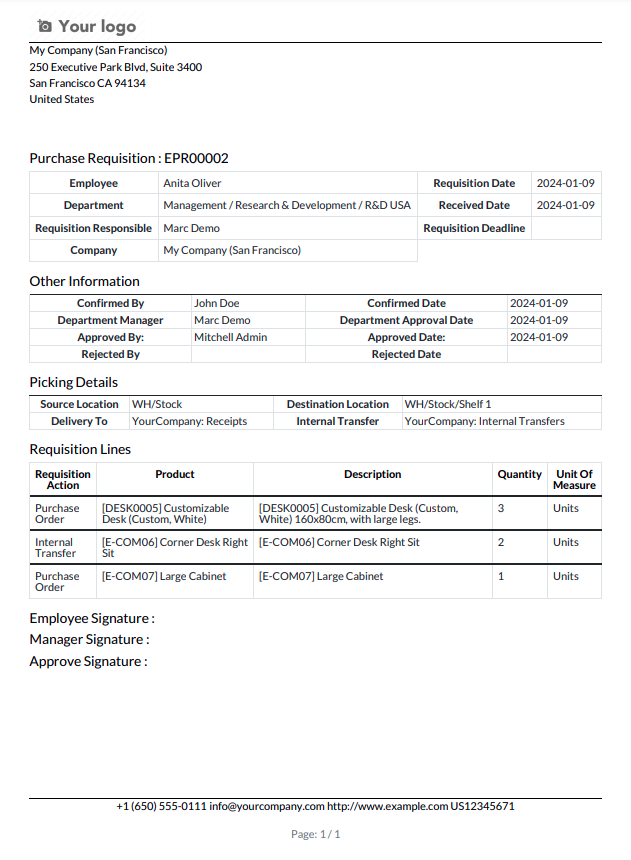 Your logo
My Company (San Francisco)
250 Executive Park Blvd, Suite 3400
San Francisco CA 94134
United States
Purchase Requisition : EPR00002
Employee Anita Oliver Requisition Date 2024-01-09
Department Management / Research & Development / R&D USA Received Date 2024-01-09
Requisition Responsible Marc Demo Requisition Deadline
Company My Company (San Francisco)
Other Information
Confirmed By John Doe Confirmed Date 2024-01-09
Department Manager Marc Demo Department Approval Date 2024-01-09
Approved By: Mitchell Admin Approved Date: 2024-01-09
Rejected By Rejected Date
Picking Details
Source Location WH/Stock Destination Location WH/Stock/Shelf 1
Delivery To YourCompany: Receipts Internal Transfer YourCompany: Internal Transfers
Requisition Lines
Requisition Product Description Quantity Unit Of
Action Measure
Purchase [DESK0005] Customizable [DESK0005] Customizable Desk (Custom, 3 Units
Order Desk (Custom, White) White) 160x80cm, with large legs.
Internal [E-COM06] Corner Desk Right [E-COM06] Corner Desk Right Sit 2 Units
Transfer Sit
Purchase [E-COM07] Large Cabinet [E-COM07] Large Cabinet 1 Units
Order
Employee Signature :
Manager Signature :
Approve Signature :
+1 (650) 555-0111 info@yourcompany.com http://www.example.com US12345671
Page: 1 / 1